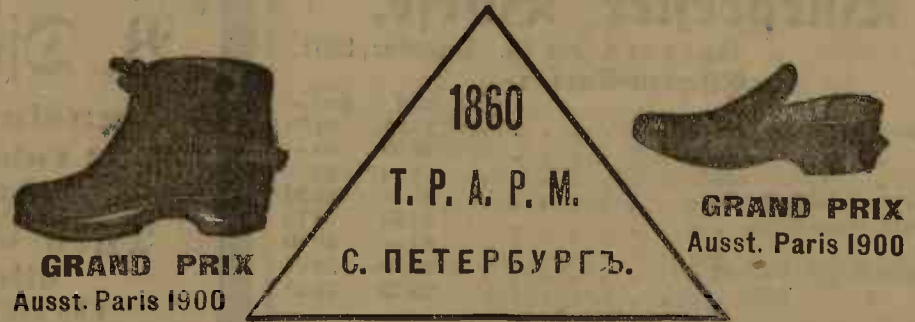 1860
Т. Р. А. Р. М.
С. ПЕТЕРБУРГЪ.
GRAND PRIX
Ausst. Paris 1900
GRAND PRIX
Ausst. Paris 1900